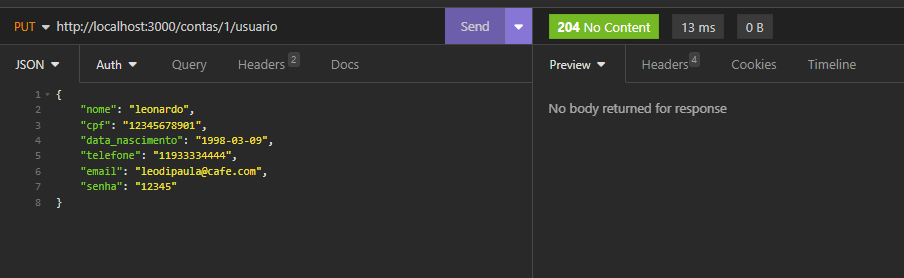 PUT http://localhost:3000/contas/1/usuario Send 204 No Content 13 ms 0 B
JSON Auth Query Headers 2 Docs Preview Headers 4 Cookies Timeline
1 {
2 "nome": "leonardo",
3 "cpf": "12345678901",
4 "data_nascimento": "1998-03-09",
5 "telefone": "11933334444",
6 "email": "leodipaula@cafe.com",
7 "senha": "12345"
8 }
No body returned for response